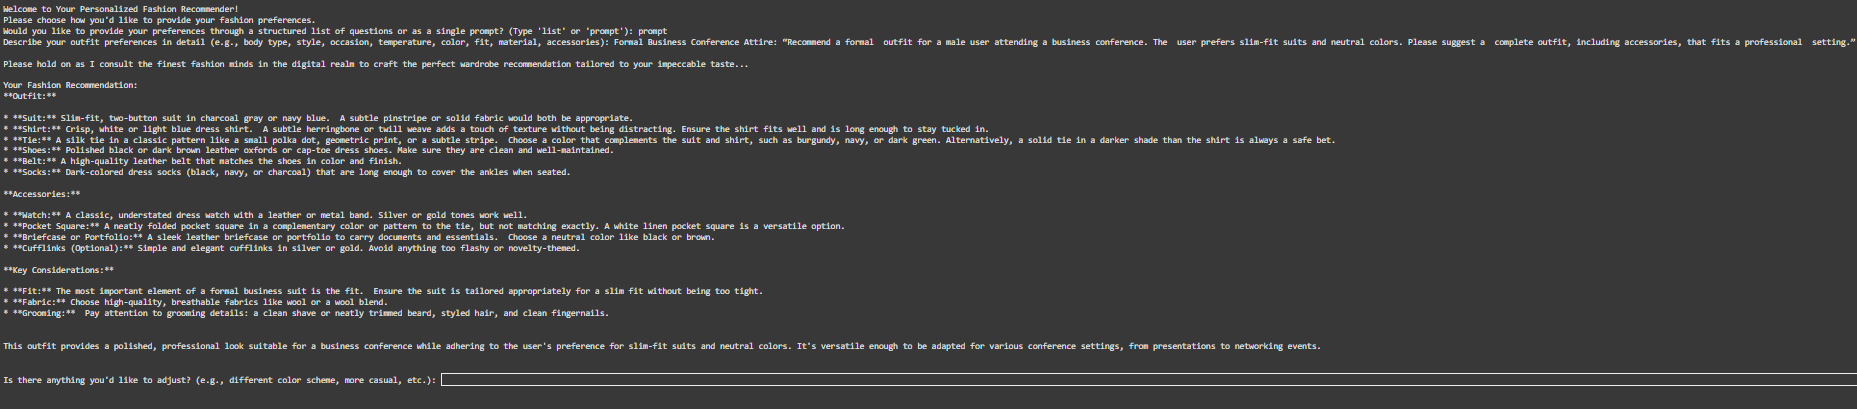 Welcome to Your Personalized Fashion Recommender!
Please choose how you'd like to provide your fashion preferences.
Would you like to provide your preferences through a structured list of questions or as a single prompt? (Type 'list' or 'prompt'): prompt
Describe your outfit preferences in detail (e.g., body type, style, occasion, temperature, color, fit, material, accessories): Formal Business Conference Attire: “Recommend a formal  outfit for a male user attending a business conference. The  user prefers slim-fit suits and neutral colors. Please suggest a  complete outfit, including accessories, that fits a professional  setting.”
Please hold on as I consult the finest fashion minds in the digital realm to craft the perfect wardrobe recommendation tailored to your impeccable taste...
Your Fashion Recommendation:
**Outfit:**
* **Suit:** Slim-fit, two-button suit in charcoal gray or navy blue.  A subtle pinstripe or solid fabric would both be appropriate.
* **Shirt:** Crisp, white or light blue dress shirt.  A subtle herringbone or twill weave adds a touch of texture without being distracting. Ensure the shirt fits well and is long enough to stay tucked in.
* **Tie:** A silk tie in a classic pattern like a small polka dot, geometric print, or a subtle stripe.  Choose a color that complements the suit and shirt, such as burgundy, navy, or dark green. Alternatively, a solid tie in a darker shade than the shirt is always a safe bet.
* **Shoes:** Polished black or dark brown leather oxfords or cap-toe dress shoes. Make sure they are clean and well-maintained.
* **Belt:** A high-quality leather belt that matches the shoes in color and finish.
* **Socks:** Dark-colored dress socks (black, navy, or charcoal) that are long enough to cover the ankles when seated.
**Accessories:**
* **Watch:** A classic, understated dress watch with a leather or metal band. Silver or gold tones work well.
* **Pocket Square:** A neatly folded pocket square in a complementary color or pattern to the tie, but not matching exactly. A white linen pocket square is a versatile option.
* **Briefcase or Portfolio:** A sleek leather briefcase or portfolio to carry documents and essentials.  Choose a neutral color like black or brown.
* **Cufflinks (Optional):** Simple and elegant cufflinks in silver or gold. Avoid anything too flashy or novelty-themed.
**Key Considerations:**
* **Fit:** The most important element of a formal business suit is the fit.  Ensure the suit is tailored appropriately for a slim fit without being too tight.
* **Fabric:** Choose high-quality, breathable fabrics like wool or a wool blend.
* **Grooming:**  Pay attention to grooming details: a clean shave or neatly trimmed beard, styled hair, and clean fingernails.
This outfit provides a polished, professional look suitable for a business conference while adhering to the user's preference for slim-fit suits and neutral colors. It's versatile enough to be adapted for various conference settings, from presentations to networking events.
Is there anything you'd like to adjust? (e.g., different color scheme, more casual, etc.):